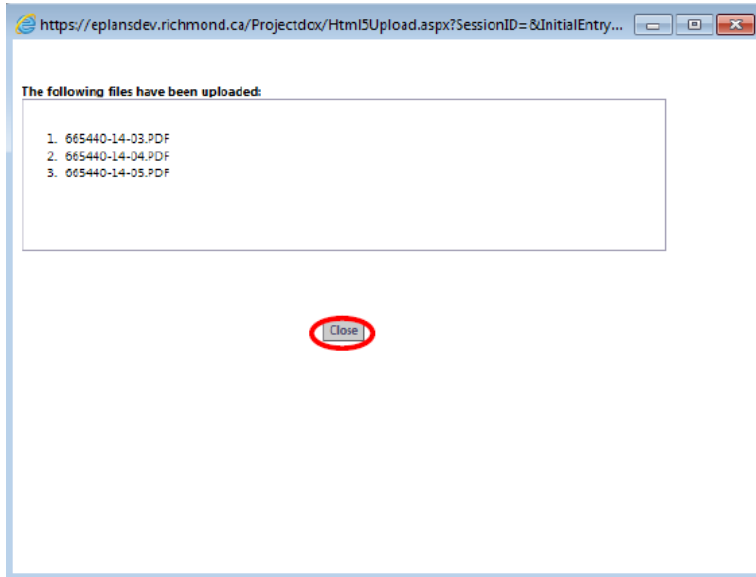 https://eplansdev.richmond.ca/Projectdox/Html5Upload.aspx?SessionID=&InitialEntry...
The following files have been uploaded:
1. 665440-14-03.PDF
2. 665440-14-04.PDF
3. 665440-14-05.PDF
Close